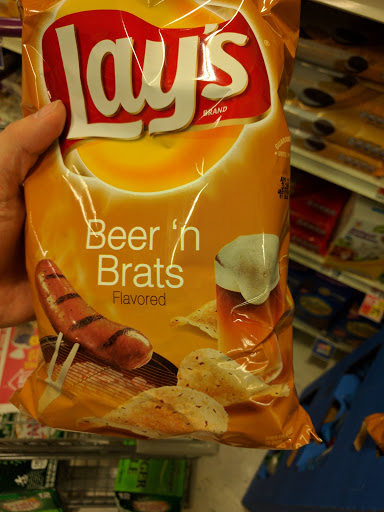 Lay's
BRAND
Beer 'n
Brats
Flavored